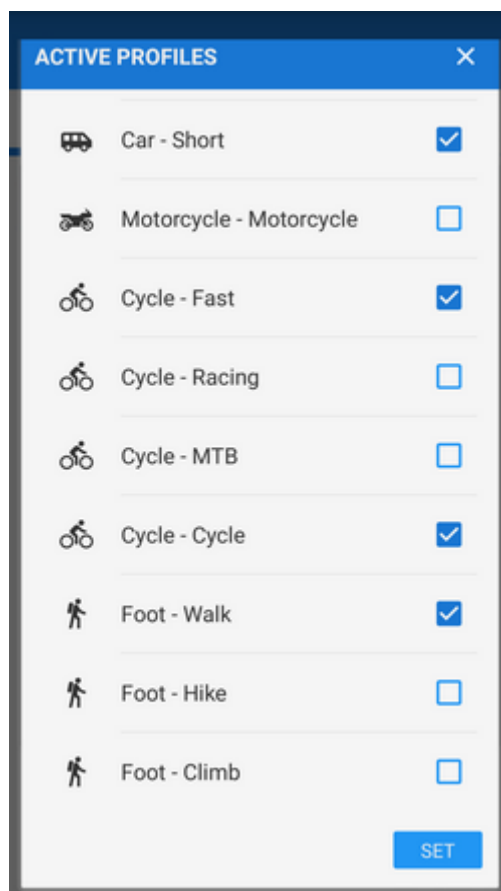 ACTIVE PROFILES
Car - Short
Motorcycle - Motorcycle
Cycle - Fast
Cycle - Racing
Cycle - MTB
Cycle - Cycle
Foot - Walk
Foot - Hike
Foot - Climb
SET